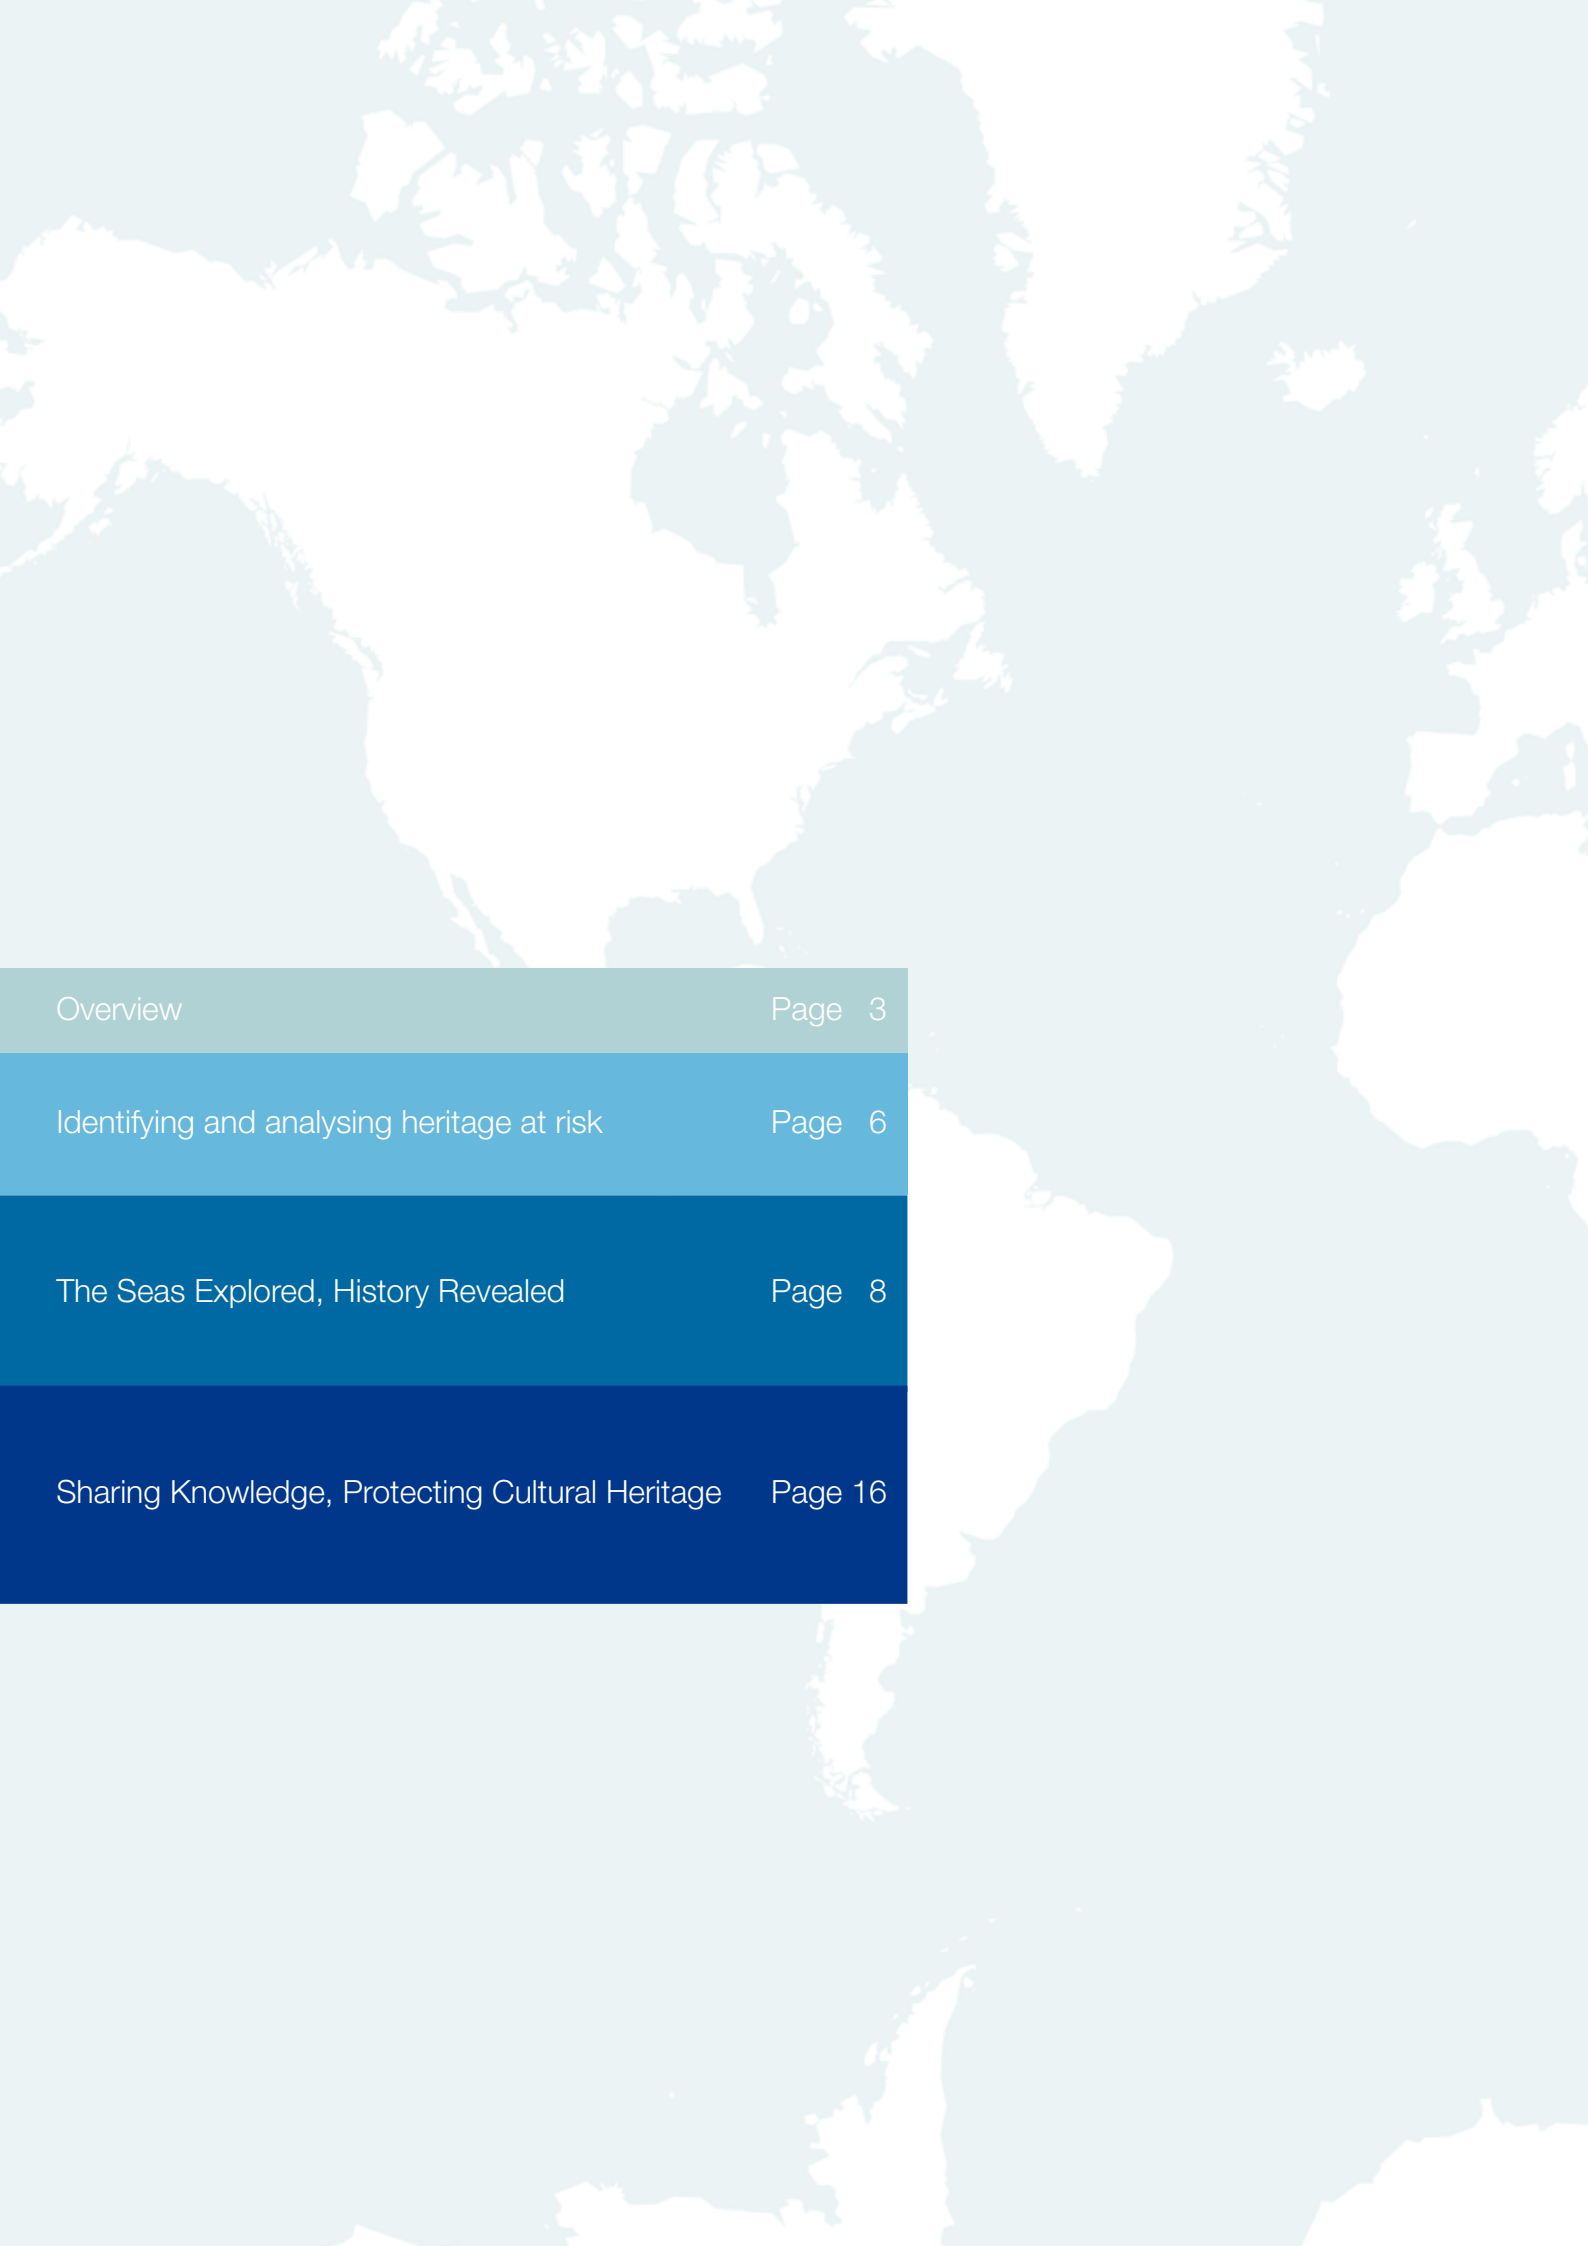 Overview Page 3
Identifying and analysing heritage at risk Page 6
The Seas Explored, History Revealed Page 8
Sharing Knowledge, Protecting Cultural Heritage Page 16